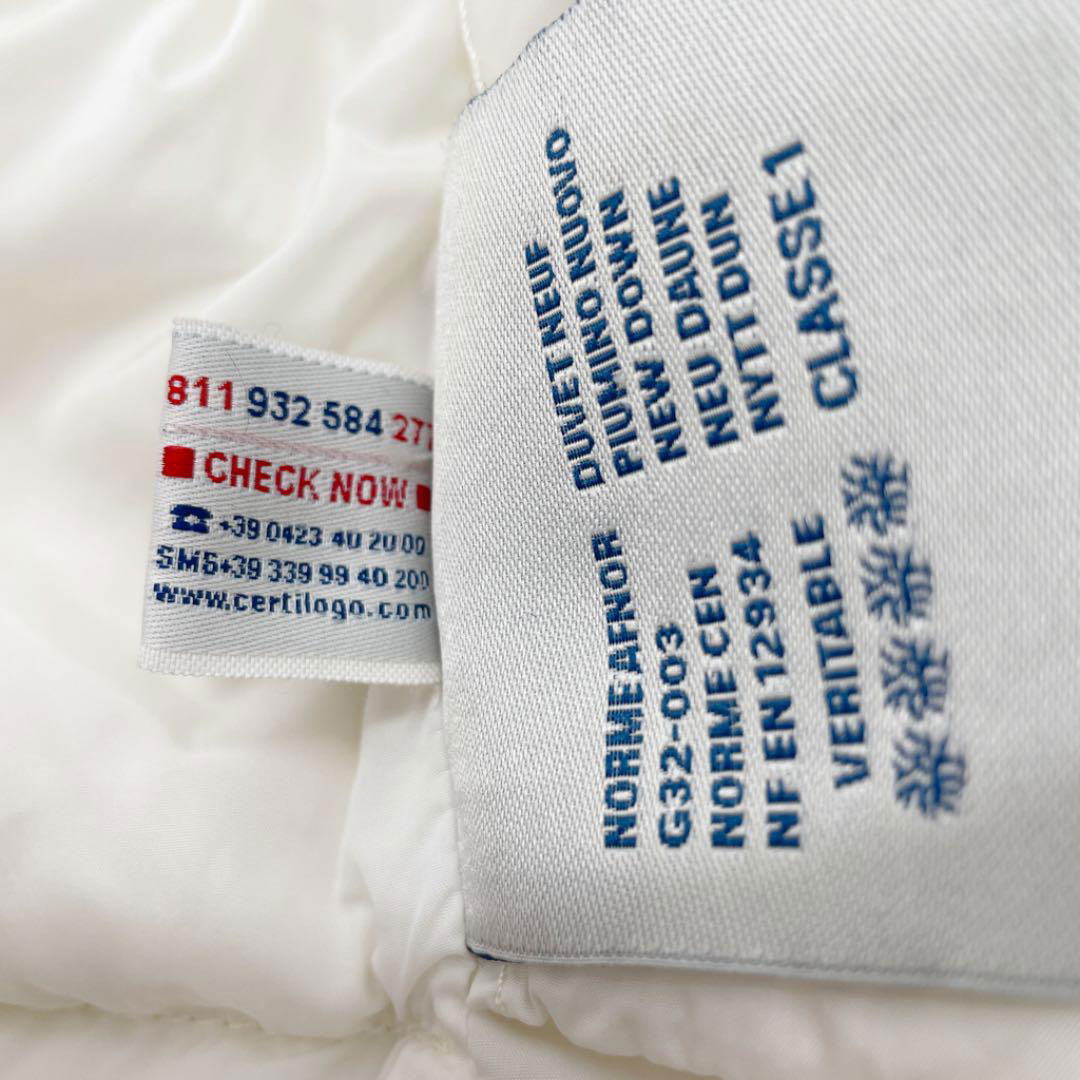 811 932 584 277
CHECK NOW
+39 0423 40 20 00
SMS+39 339 99 40 200
www.certilogo.com
DUVET NEUF
PIUMINO NUOVO
NEW DOWN
NEU DAUNE
NYT DUN
CLASSE1
NORME AFNOR
G32-003
NORME CEN
NF EN 12934
VERITABLE